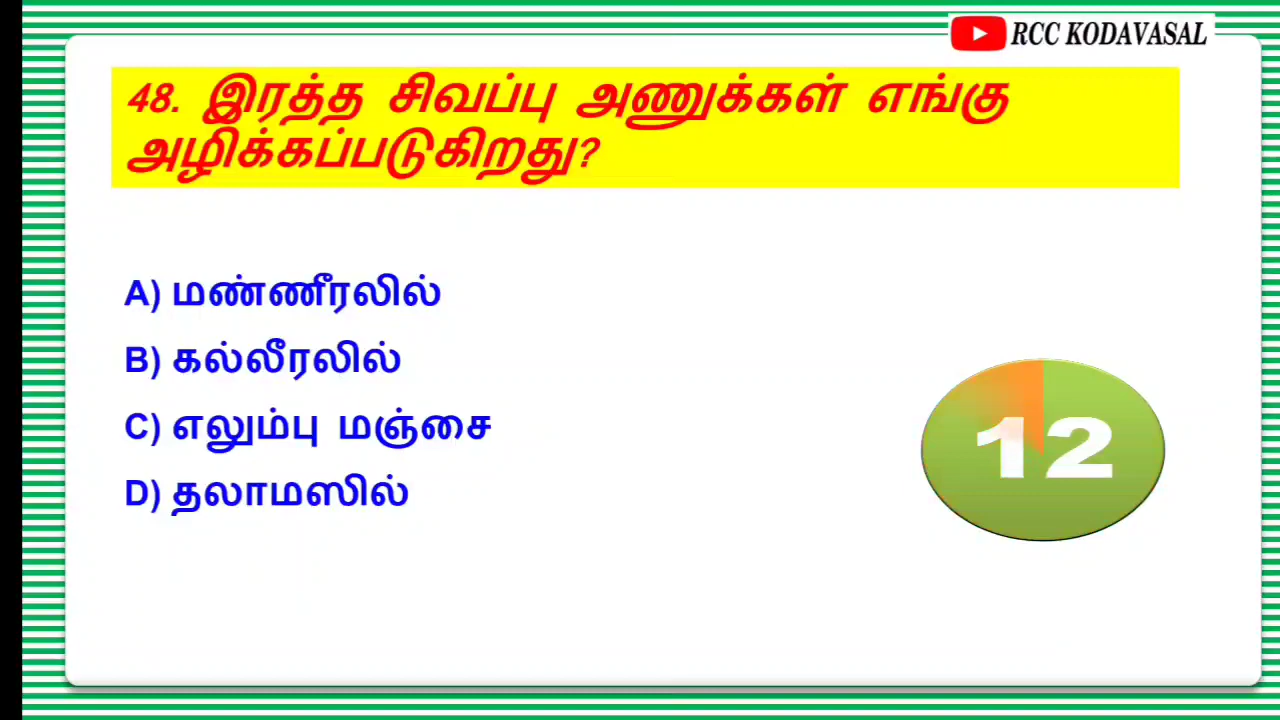 RCC KODAVASAL
48. இரத்த சிவப்பு அணுக்கள் எங்கு
அழிக்கப்படுகிறது?
A) மண்ணீரலில்
B) கல்லீரலில்
C) எலும்பு மஞ்சை
D) தலாமஸில்
12